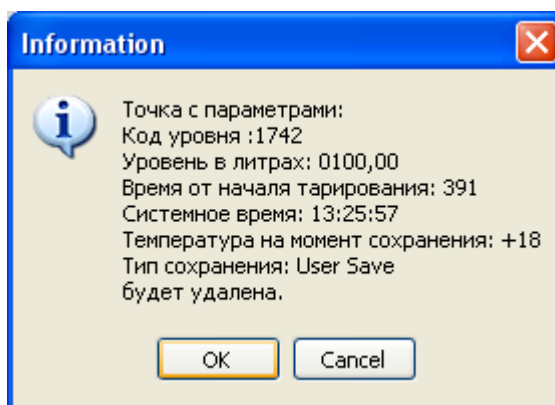 Information
Точка с параметрами:
Код уровня :1742
Уровень в литрах: 0100,00
Время от началя тарирования: 391
Системное время: 13:25:57
Температура на момент сохранения: +18
Тип сохранения: User Save
будет удалена.
OK
Cancel